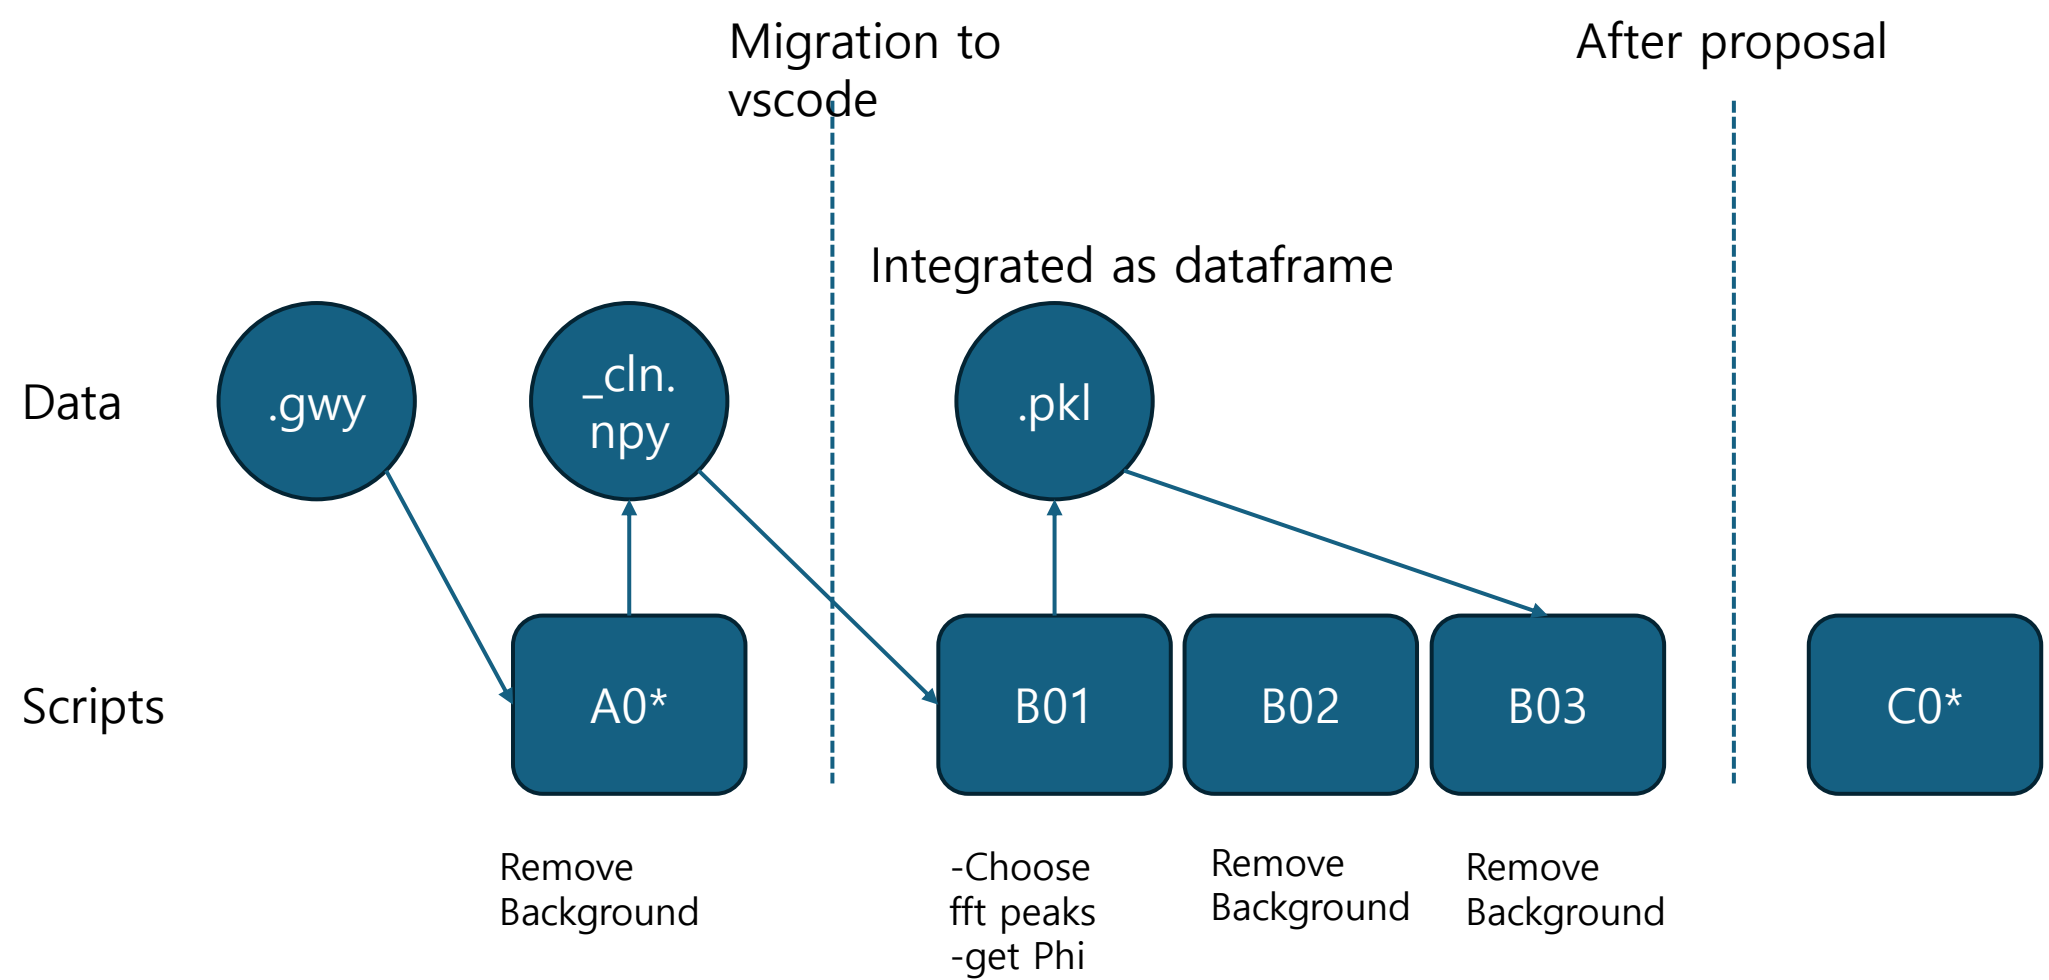 Migration to
vscode
After proposal
Integrated as dataframe
Data
.gwy
_cln.
npy
.pkl
Scripts
A0*
B01
B02
B03
C0*
Remove
Background
-Choose
fft peaks
-get Phi
Remove
Background
Remove
Background